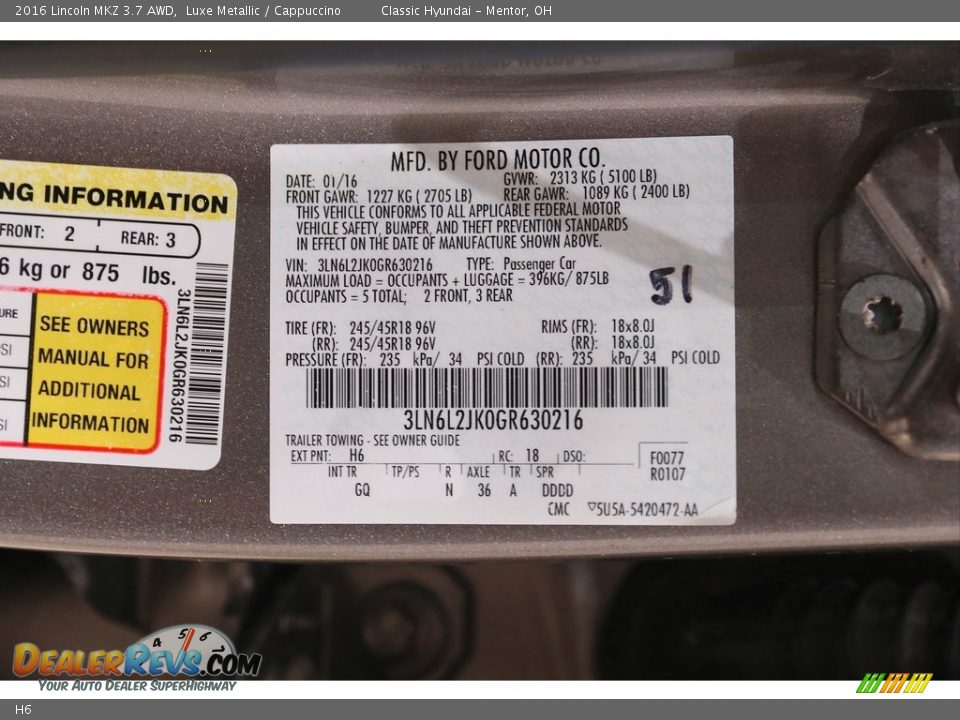 2016 Lincoln MKZ 3.7 AWD, Luxe Metallic / Cappuccino Classic Hyundai - Mentor, OH
NG INFORMATION
FRONT: 2 REAR: 3
6 kg or 875 lbs.
SEE OWNERS
MANUAL FOR
ADDITIONAL
INFORMATION
3LN6L2JK0GR630216
MFD. BY FORD MOTOR CO.
DATE: 01/16 GVWR: 2313 KG ( 5100 LB)
FRONT GAWR: 1227 KG ( 2705 LB) REAR GAWR: 1089 KG ( 2400 LB)
THIS VEHICLE CONFORMS TO ALL APPLICABLE FEDERAL MOTOR
VEHICLE SAFETY, BUMPER, AND THEFT PREVENTION STANDARDS
IN EFFECT ON THE DATE OF MANUFACTURE SHOWN ABOVE.
VIN: 3LN6L2JK0GR630216 TYPE: Passenger Car
MAXIMUM LOAD = OCCUPANTS + LUGGAGE = 396KG/ 875LB
OCCUPANTS = 5 TOTAL; 2 FRONT, 3 REAR
51
TIRE (FR): 245/45R18 96V RIMS (FR): 18x8.0J
(RR): 245/45R18 96V (RR): 18x8.0J
PRESSURE (FR): 235 kPa/ 34 PSI COLD (RR): 235 kPa/ 34 PSI COLD
3LN6L2JK0GR630216
TRAILER TOWING - SEE OWNER GUIDE
EXT PNT: H6 RC: 18 DSO: F0077
R0107
INT TR TP/PS R AXLE TR SPR
GQ N 36 A DDDD
CMC ▽5U5A-5420472-AA
4 5 6
DEALERREVS.COM
YOUR AUTO DEALER SUPERHIGHWAY
H6